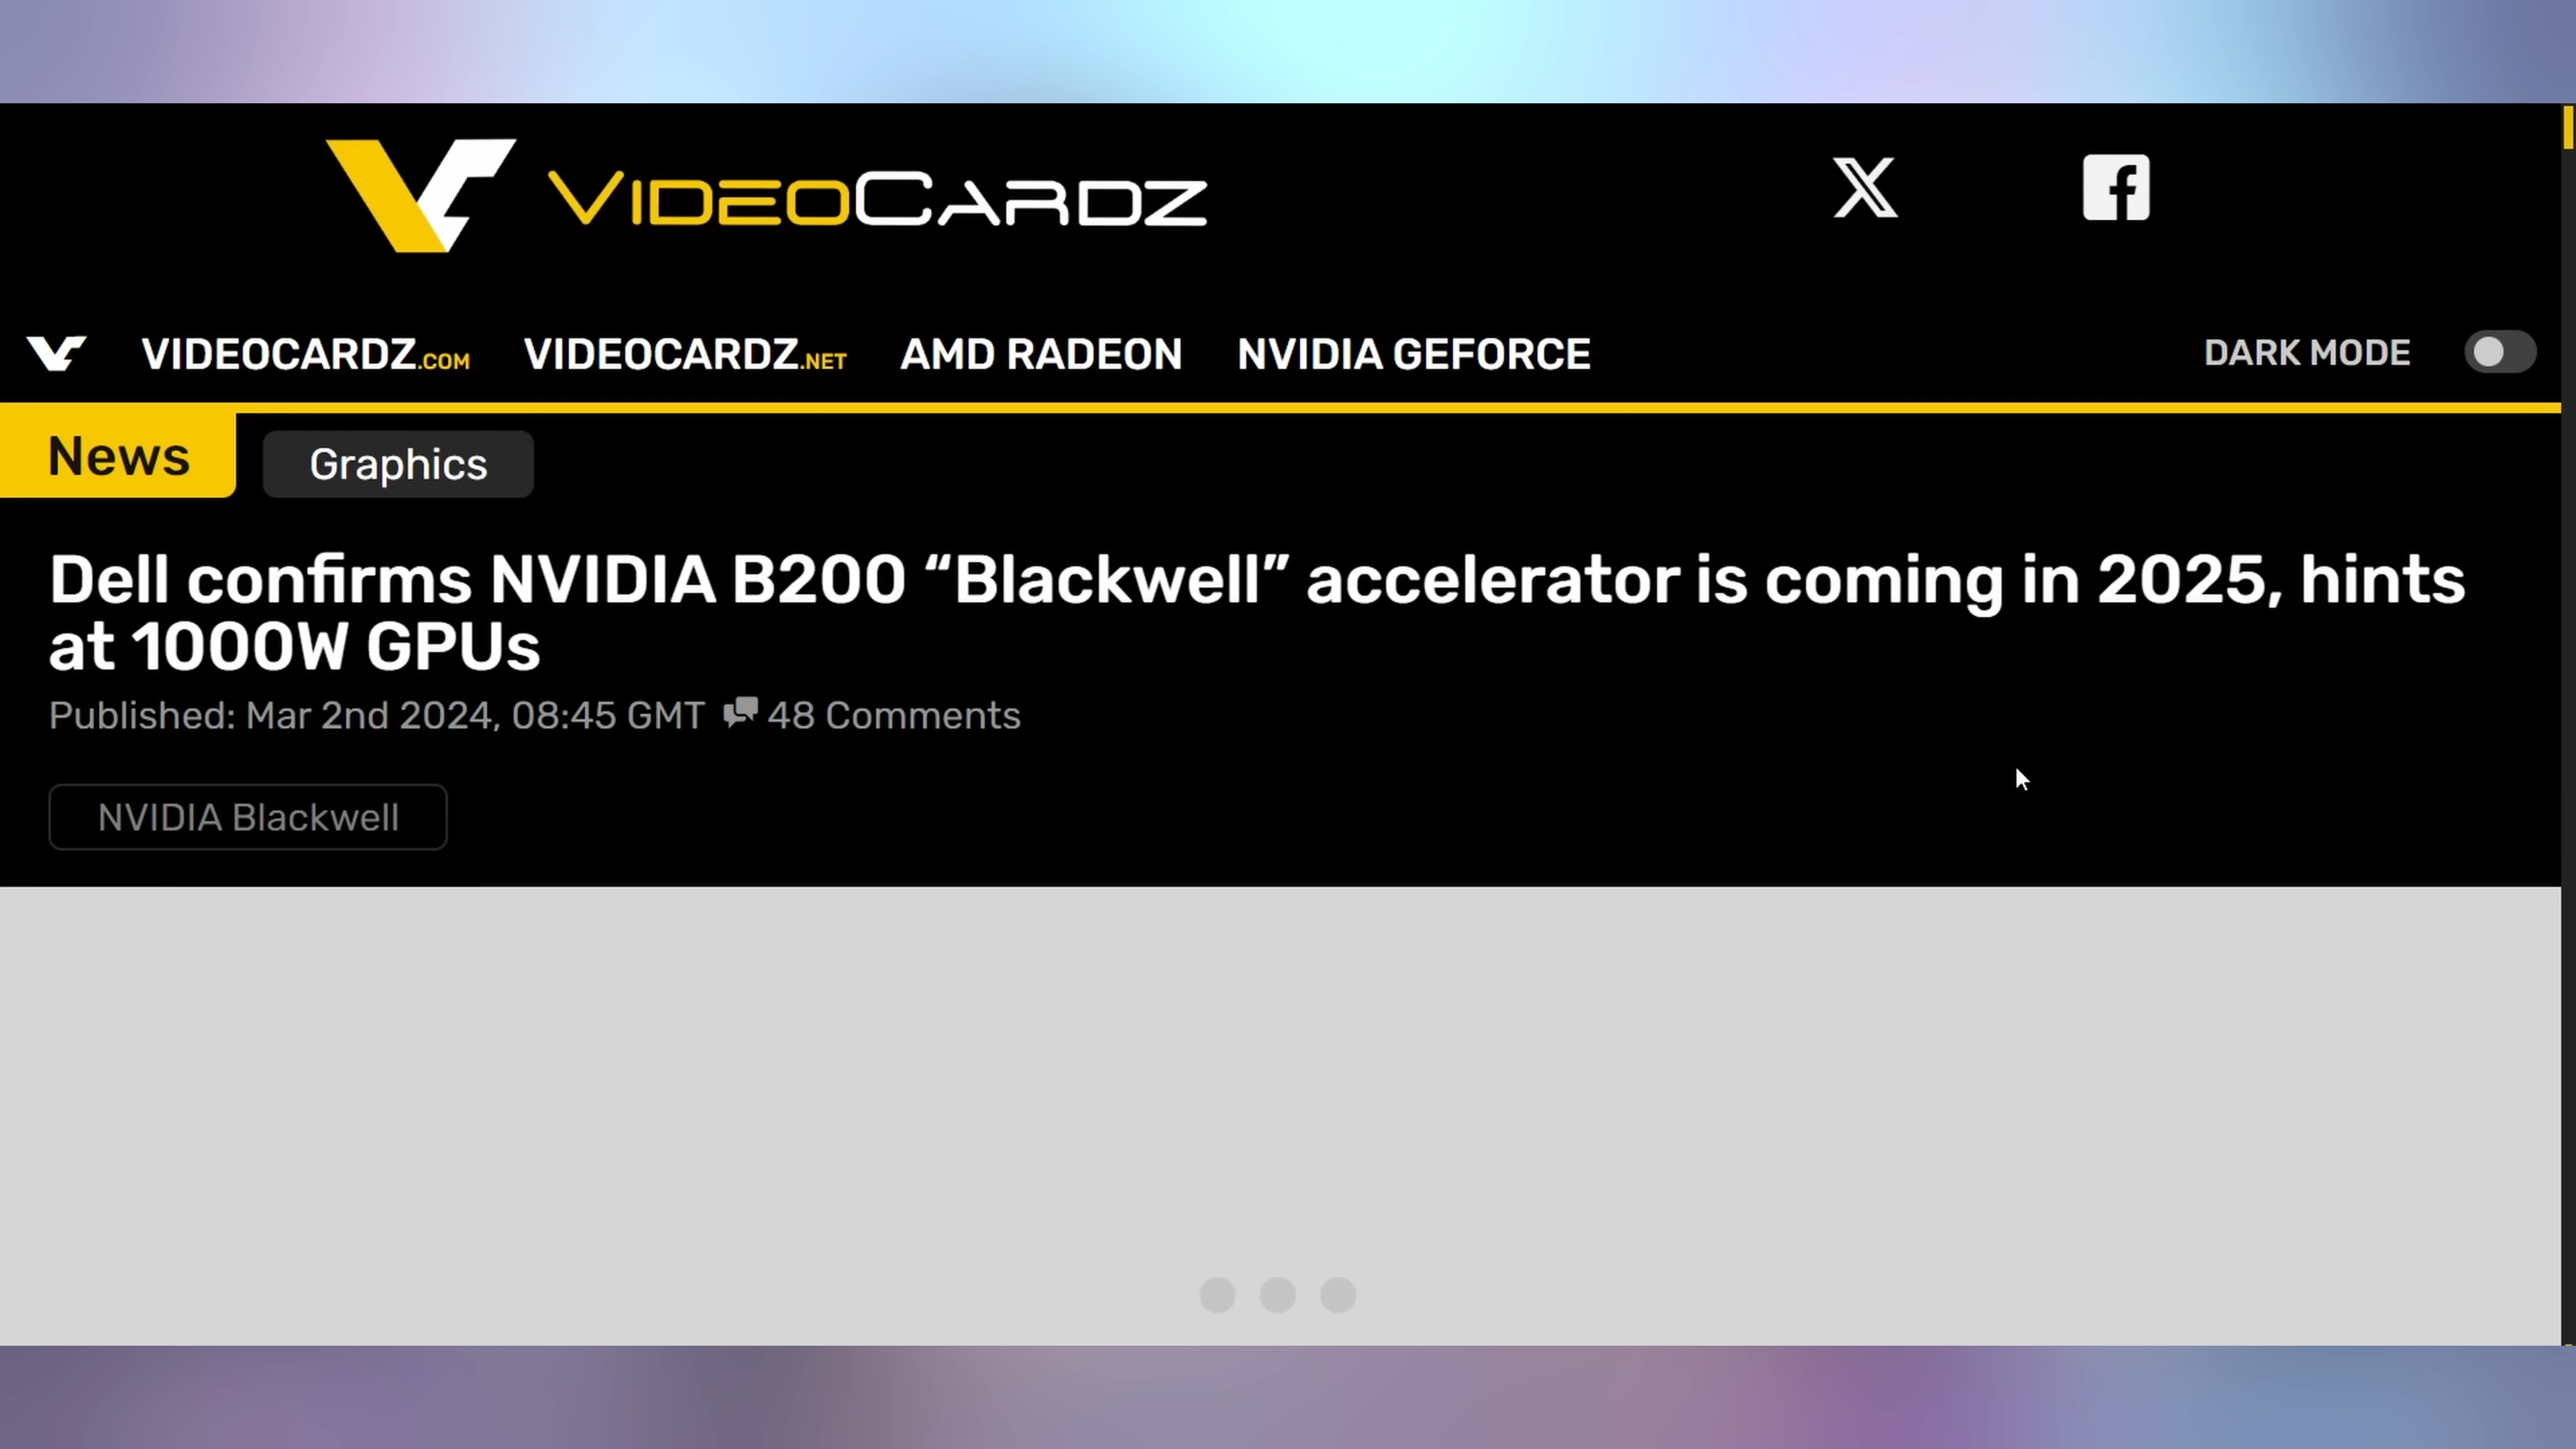 VIDEOCARDZ
VIDEOCARDZ.COM VIDEOCARDZ.NET AMD RADEON NVIDIA GEFORCE DARK MODE
News Graphics
Dell confirms NVIDIA B200 “Blackwell” accelerator is coming in 2025, hints
at 1000W GPUs
Published: Mar 2nd 2024, 08:45 GMT 48 Comments
NVIDIA Blackwell